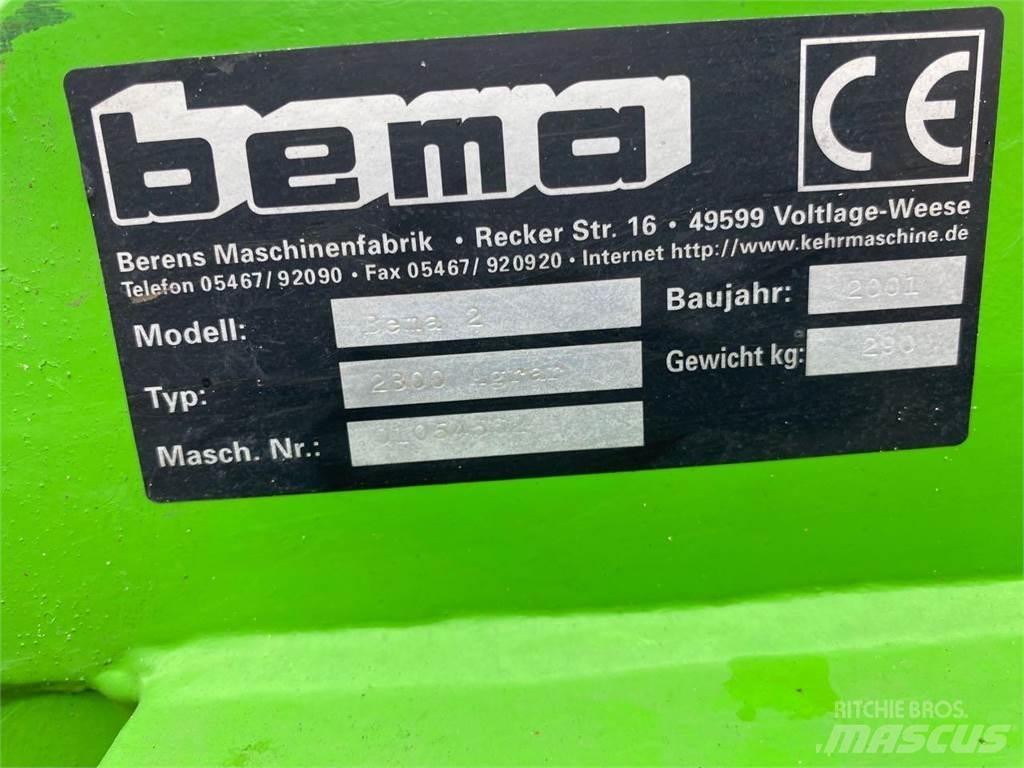 bema CE
Berens Maschinenfabrik • Recker Str. 16 • 49599 Voltlage-Weese
Telefon 05467/92090 • Fax 05467/920920 • Internet http://www.kehrmaschine.de
Modell: Bema 2
Baujahr: 2001
Typ: 2300 Agrar
Gewicht kg: 290
Masch. Nr.:
RITCHIE BROS.
MASCUS